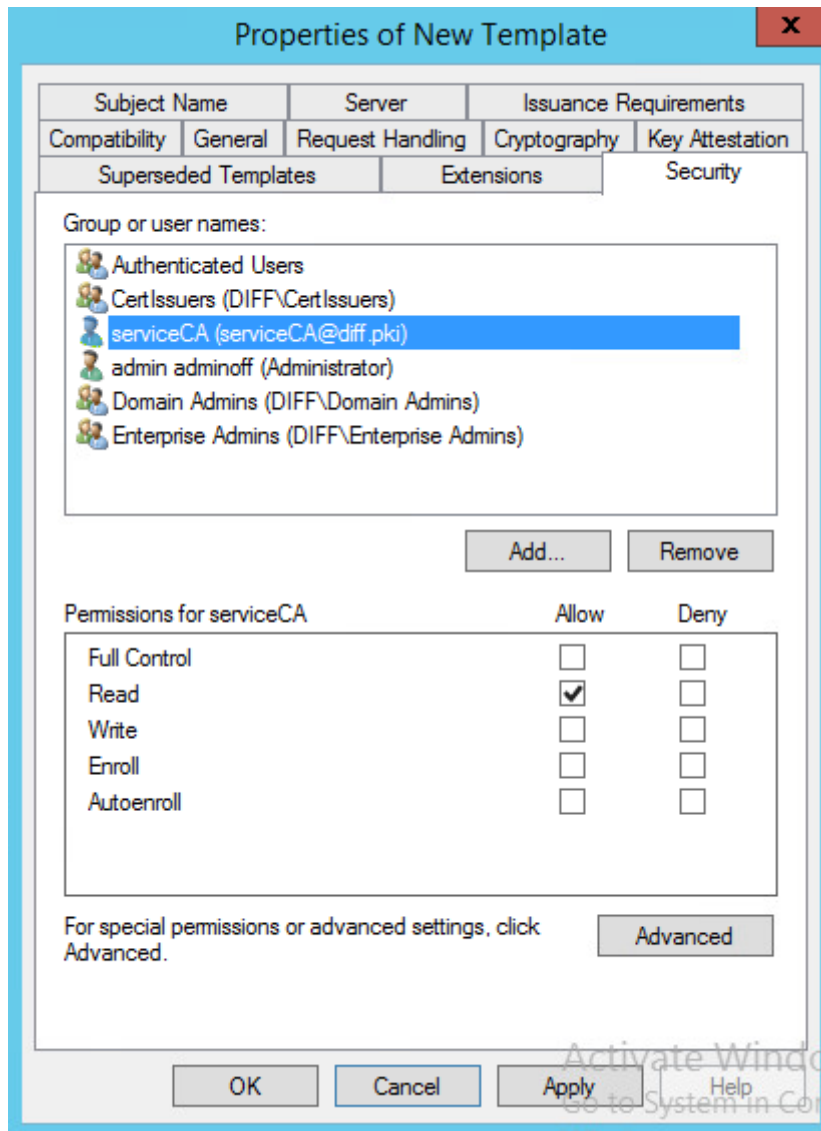 Properties of New Template
x
Subject Name Server Issuance Requirements
Compatibility General Request Handling Cryptography Key Attestation
Superseded Templates Extensions Security
Group or user names:
Authenticated Users
CertIssuers (DIFF\CertIssuers)
serviceCA (serviceCA@diff.pki)
admin adminoff (Administrator)
Domain Admins (DIFF\Domain Admins)
Enterprise Admins (DIFF\Enterprise Admins)
Add... Remove
Permissions for serviceCA Allow Deny
Full Control
Read
Write
Enroll
Autoenroll
For special permissions or advanced settings, click
Advanced.
Advanced
Activate Windo
OK Cancel Apply Help
Go to System in Con